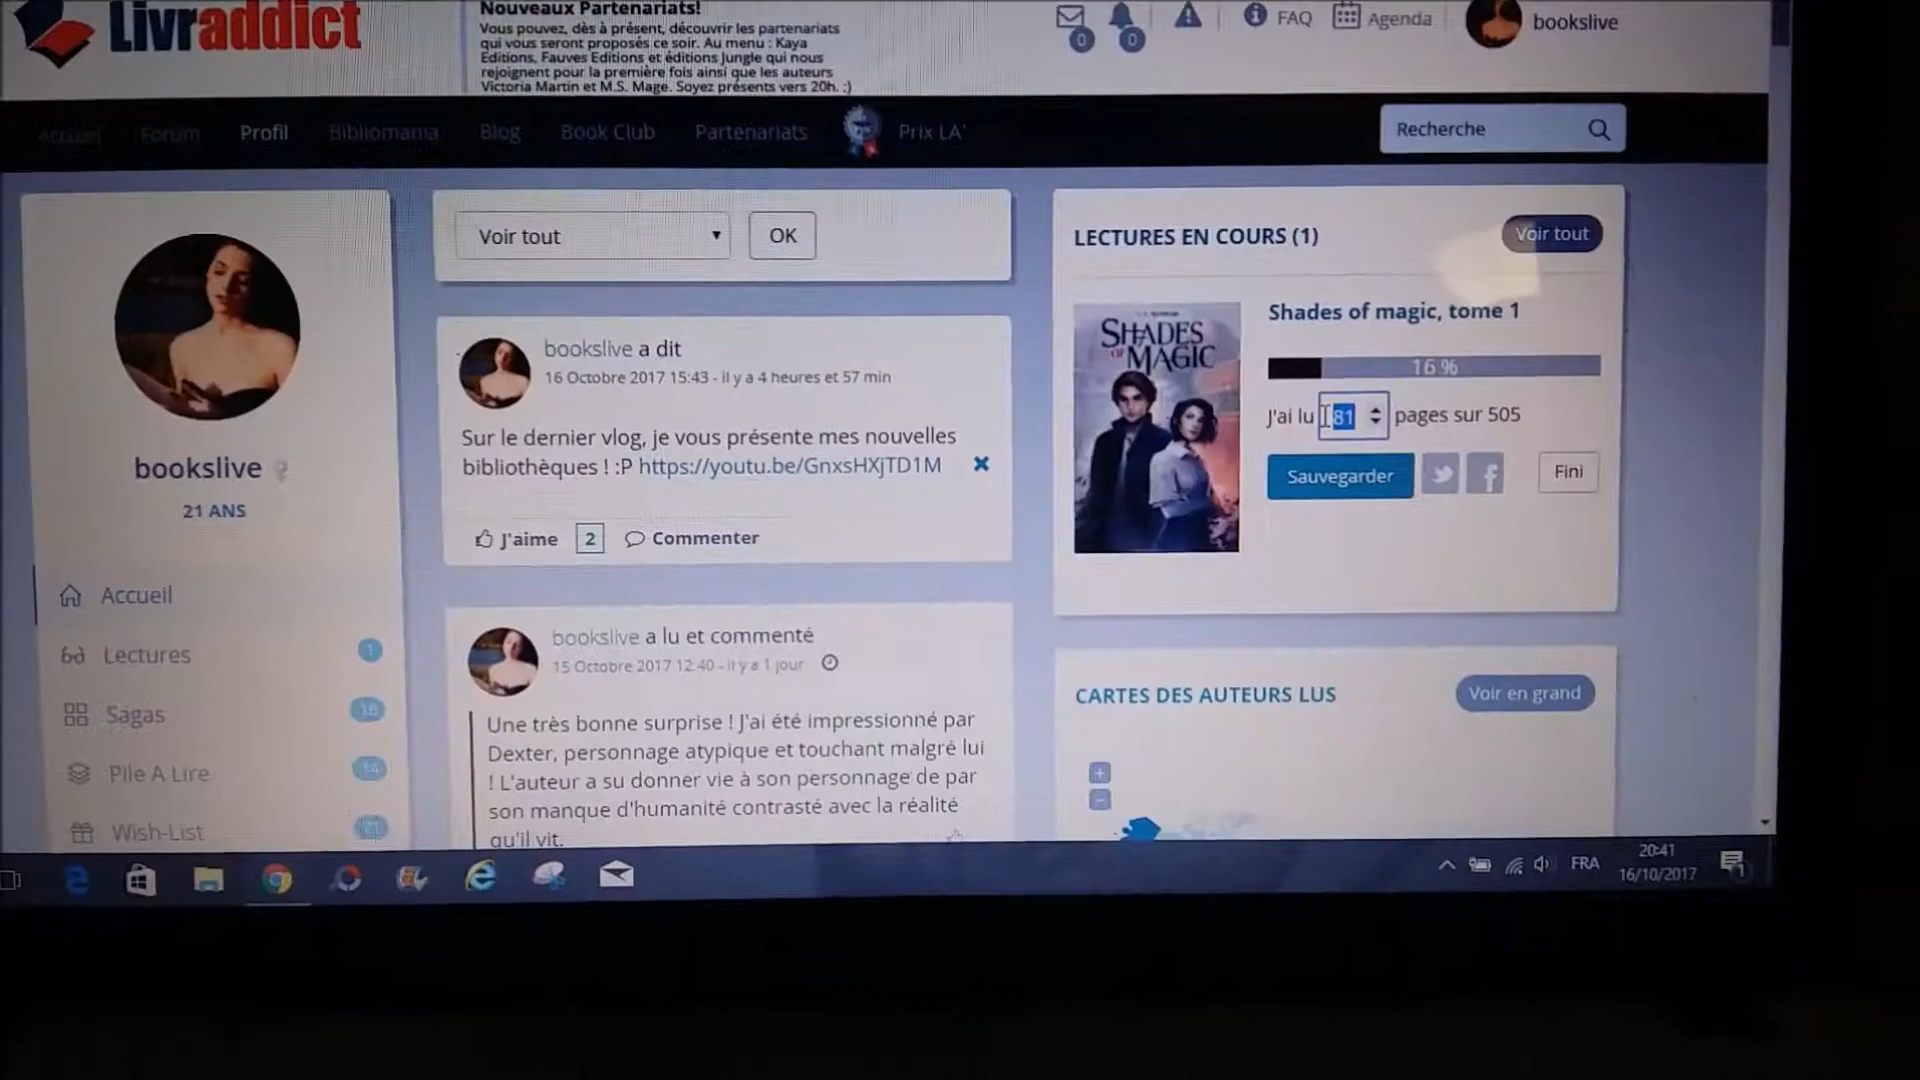 Livraddict
Nouveaux Partenariats!
Vous pouvez, dès à présent, découvrir les partenariats
qui vous seront proposés ce soir. Au menu : Kaya
Editions, Fauves Editions et éditions Jungle qui nous
rejoignent pour la première fois ainsi que les auteurs
Victoria Martin et M.S. Mage. Soyez présents vers 20h. :)
0
0
FAQ
Agenda
bookslive
Accueil
Forum
Profil
Bibliomania
Blog
Book Club
Partenariats
Prix LA'
Recherche
bookslive
21 ANS
Accueil
Lectures 1
Sagas 18
Pile A Lire 14
Wish-List
Voir tout
OK
bookslive a dit
16 Octobre 2017 15:43 - il y a 4 heures et 57 min
Sur le dernier vlog, je vous présente mes nouvelles
bibliothèques ! :P https://youtu.be/GnxsHXjTD1M
J'aime 2 Commenter
bookslive a lu et commenté
15 Octobre 2017 12:40 - il y a 1 jour
Une très bonne surprise ! J'ai été impressionné par
Dexter, personnage atypique et touchant malgré lui
! L'auteur a su donner vie à son personnage de par
son manque d'humanité contrasté avec la réalité
qu'il vit.
LECTURES EN COURS (1)
Voir tout
SHADES
OF MAGIC
Shades of magic, tome 1
16 %
J'ai lu 81 pages sur 505
Sauvegarder
Fini
CARTES DES AUTEURS LUS
Voir en grand
+
-
FRA
20:41
16/10/2017
1